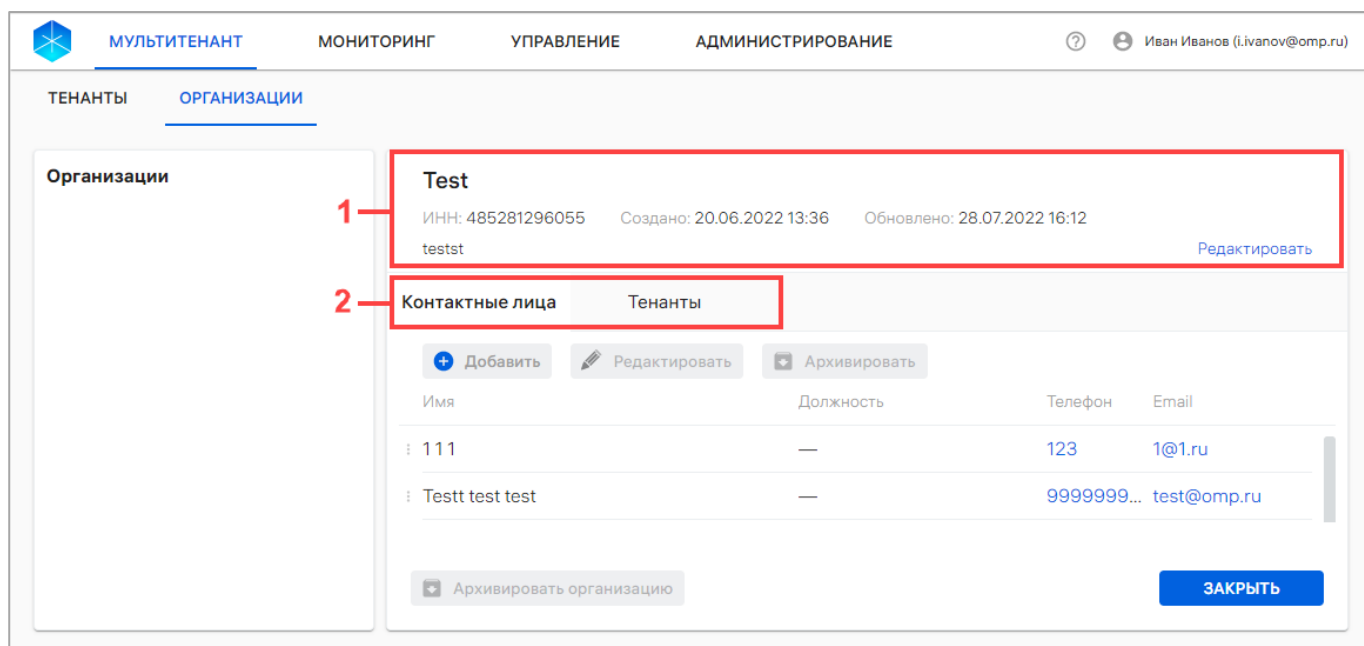 МУЛЬТИТЕНАНТ МОНИТОРИНГ УПРАВЛЕНИЕ АДМИНИСТРИРОВАНИЕ ? Иван Иванов (i.ivanov@omp.ru)
ТЕНАНТЫ ОРГАНИЗАЦИИ
Организации
Test
1
ИНН: 485281296055 Создано: 20.06.2022 13:36 Обновлено: 28.07.2022 16:12
testst Редактировать
2
Контактные лица Тенанты
Добавить Редактировать Архивировать
Имя Должность Телефон Email
111 — 123 1@1.ru
Testt test test — 9999999... test@omp.ru
Архивировать организацию ЗАКРЫТЬ